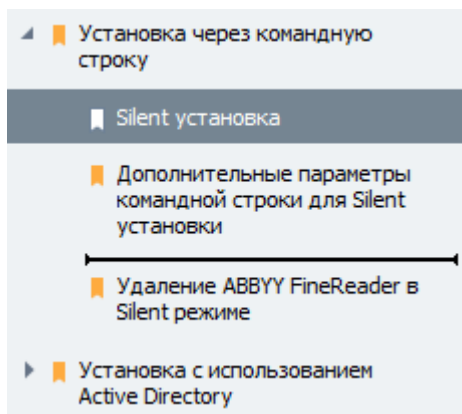 Установка через командную
строку
Silent установка
Дополнительные параметры
командной строки для Silent
установки
Удаление ABBYY FineReader в
Silent режиме
Установка с использованием
Active Directory